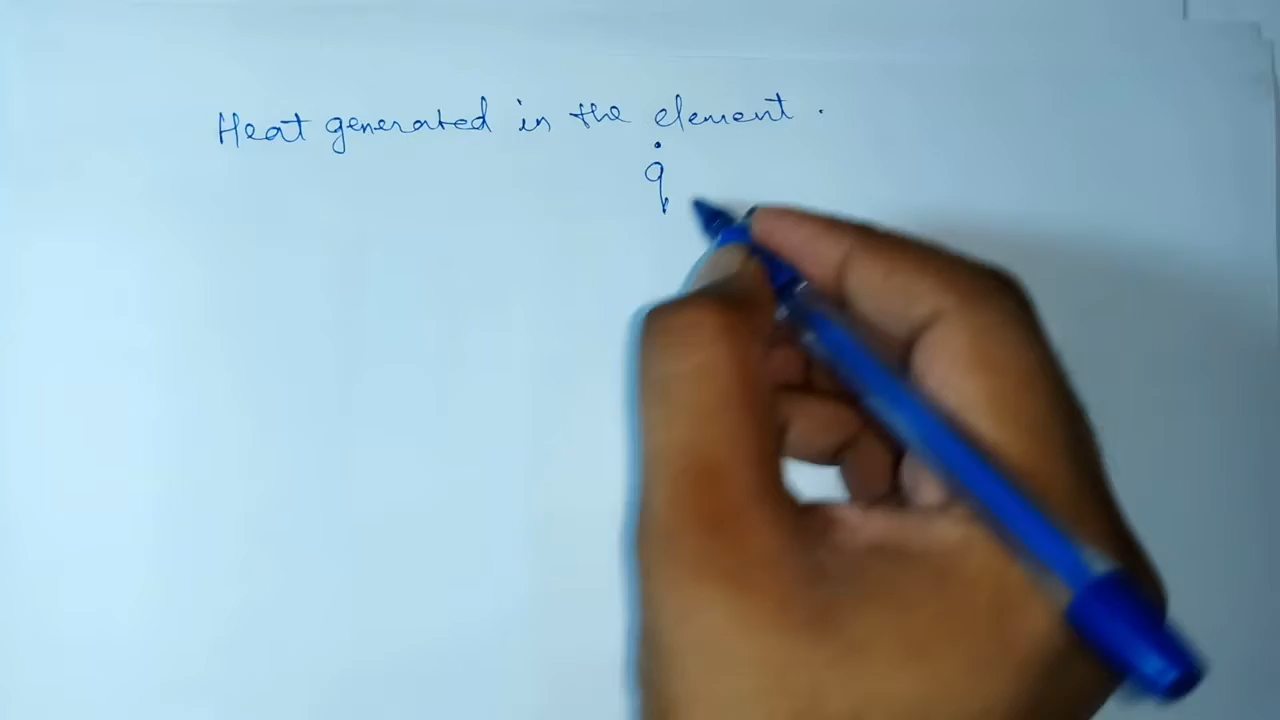 Heat generated in the element.
q̇